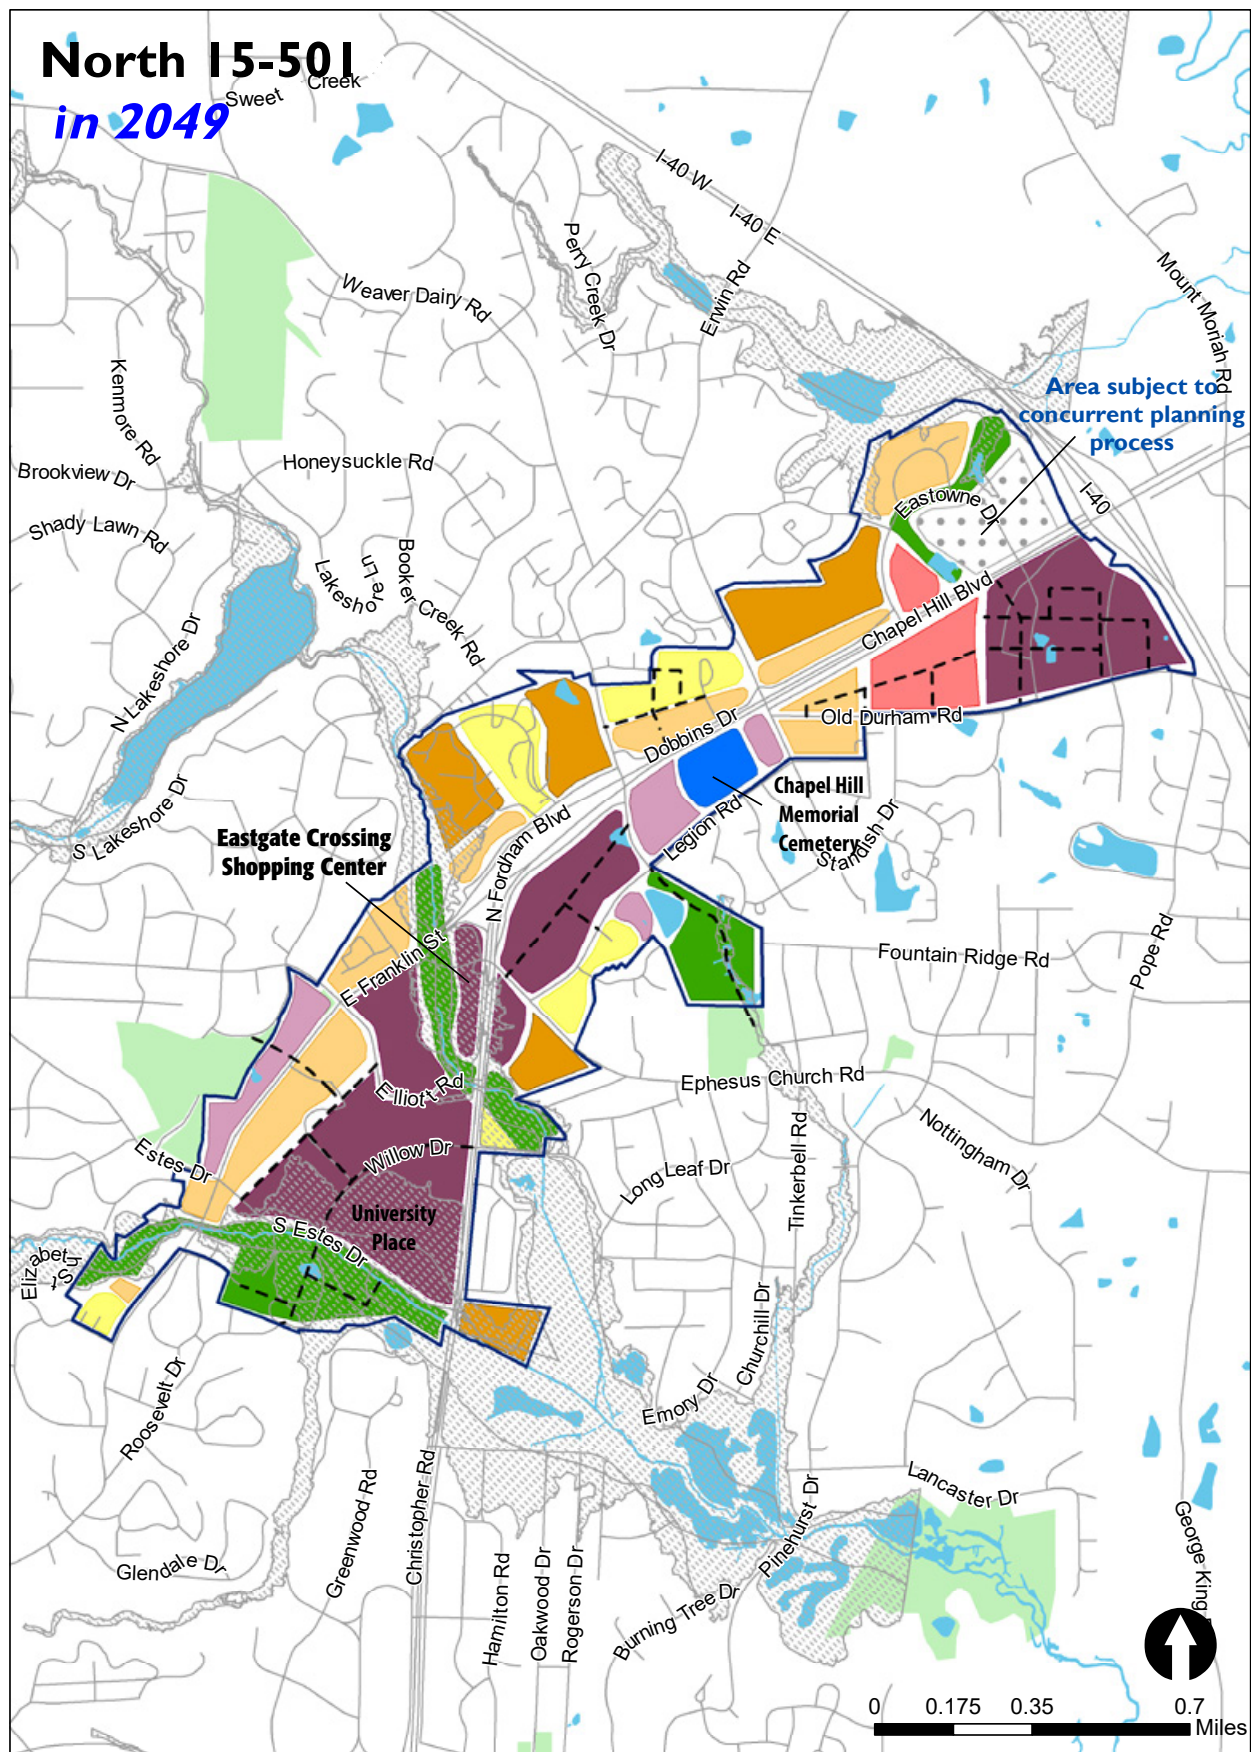 North 15-501
in 2049
Sweet Creek
I-40 W
I-40 E
Perry Creek Dr
Erwin Rd
Mount Moriah Rd
Weaver Dairy Rd
Kenmore Rd
Area subject to
concurrent planning
process
Honeysuckle Rd
Brookview Dr
Eastowne Dr
I-40
Shady Lawn Rd
Lakeshore Ln
Booker Creek Rd
Chapel Hill Blvd
N Lakeshore Dr
Old Durham Rd
Dobbins Dr
Chapel Hill
Memorial
Cemetery
S Lakeshore Dr
Legion Rd
Standish Dr
Eastgate Crossing
Shopping Center
N Fordham Blvd
E Franklin St
Fountain Ridge Rd
Pope Rd
Ephesus Church Rd
Elliott Rd
Nottingham Dr
Tinkerbell Rd
Estes Dr
Willow Dr
Long Leaf Dr
University
Place
S Estes Dr
Elizabeth St
Churchill Dr
Roosevelt Dr
Emory Dr
Lancaster Dr
Greenwood Rd
Christopher Rd
Pinehurst Dr
George King
Glendale Dr
Hamilton Rd
Oakwood Dr
Rogerson Dr
Burning Tree Dr
0 0.175 0.35 0.7
Miles